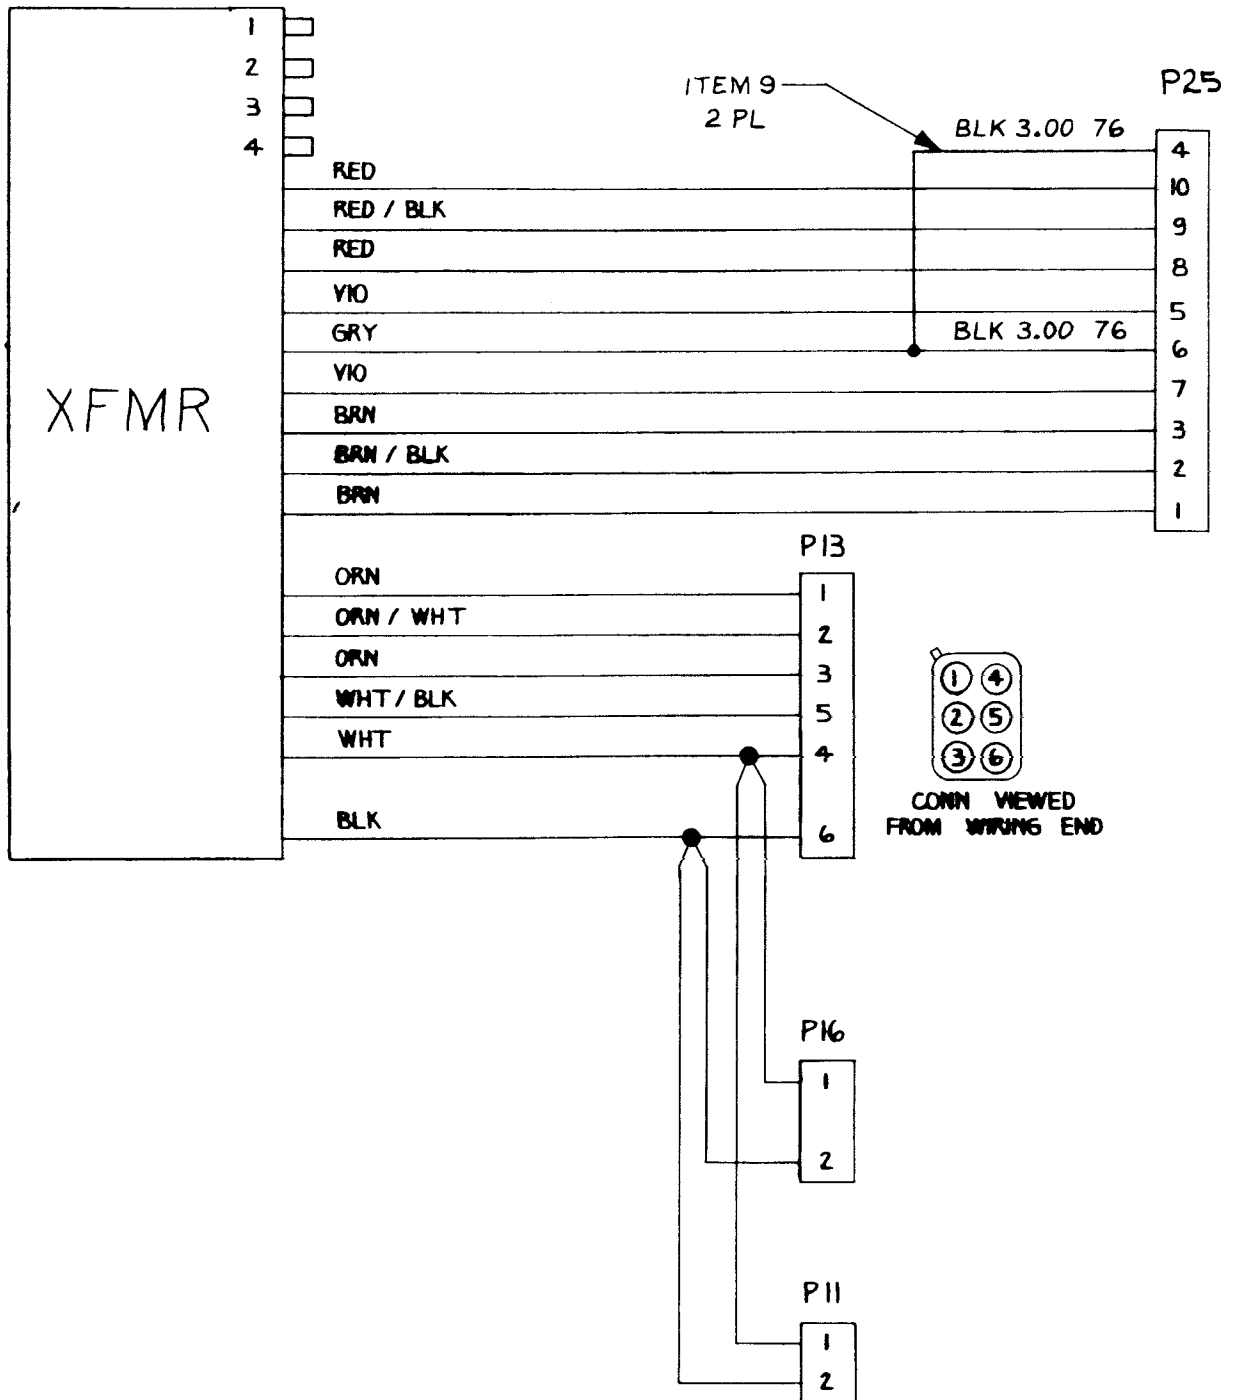 1
2
3
4
XFMR
ITEM 9
2 PL
P25
BLK 3.00 76
4
RED
10
RED / BLK
9
RED
8
VIO
5
GRY
BLK 3.00 76
6
VIO
7
BRN
3
BRN / BLK
2
BRN
1
P13
ORN
1
ORN / WHT
2
ORN
3
WHT / BLK
5
WHT
4
BLK
6
1 4
2 5
3 6
CONN VIEWED
FROM WIRING END
P16
1
2
P11
1
2